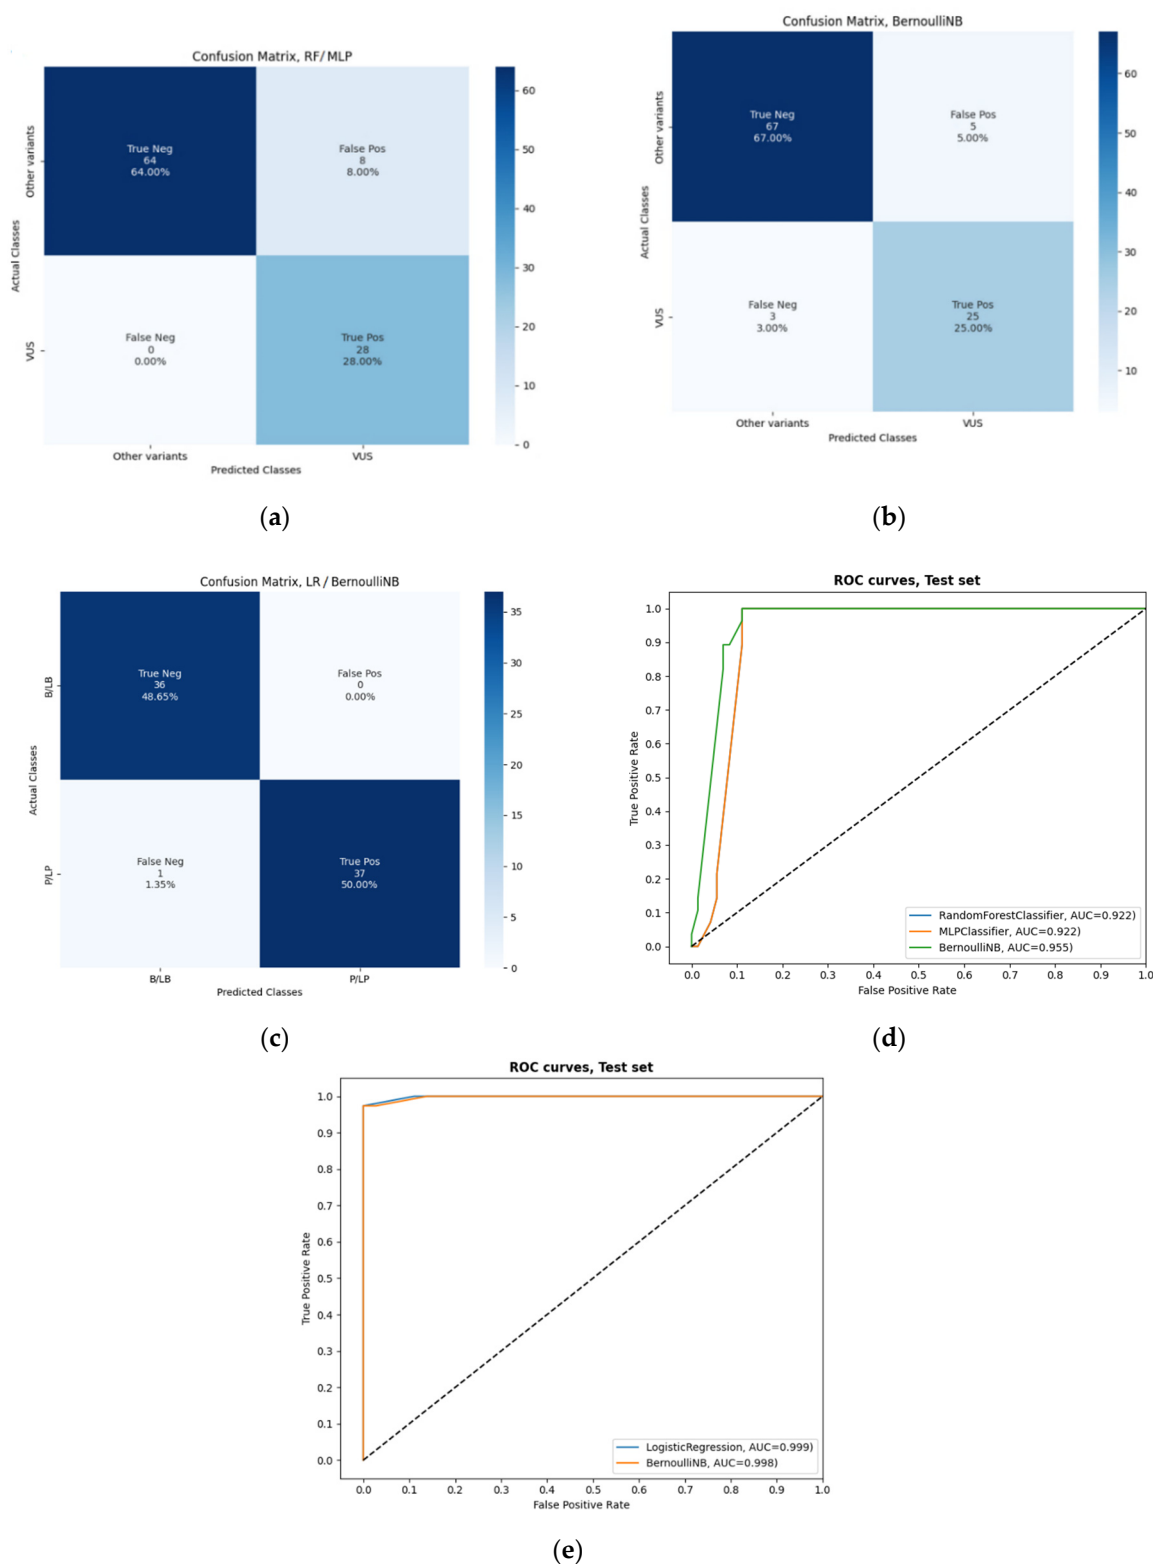 Confusion Matrix, RF/MLP
Other variants
VUS
Actual Classes
True Neg
64
64.00%
False Pos
8
8.00%
False Neg
0
0.00%
True Pos
28
28.00%
60
50
40
30
20
10
0
Other variants VUS
Predicted Classes
(a)
Confusion Matrix, BernoulliNB
Other variants
VUS
Actual Classes
True Neg
67
67.00%
False Pos
5
5.00%
False Neg
3
3.00%
True Pos
25
25.00%
60
50
40
30
20
10
Other variants VUS
Predicted Classes
(b)
Confusion Matrix, LR / BernoulliNB
B/LB
P/LP
Actual Classes
True Neg
36
48.65%
False Pos
0
0.00%
False Neg
1
1.35%
True Pos
37
50.00%
35
30
25
20
15
10
5
0
B/LB P/LP
Predicted Classes
(c)
ROC curves, Test set
True Positive Rate
1.0
0.9
0.8
0.7
0.6
0.5
0.4
0.3
0.2
0.1
0.0
RandomForestClassifier, AUC=0.922)
MLPClassifier, AUC=0.922)
BernoulliNB, AUC=0.955)
0.0 0.1 0.2 0.3 0.4 0.5 0.6 0.7 0.8 0.9 1.0
False Positive Rate
(d)
ROC curves, Test set
True Positive Rate
1.0
0.9
0.8
0.7
0.6
0.5
0.4
0.3
0.2
0.1
0.0
LogisticRegression, AUC=0.999)
BernoulliNB, AUC=0.998)
0.0 0.1 0.2 0.3 0.4 0.5 0.6 0.7 0.8 0.9 1.0
False Positive Rate
(e)